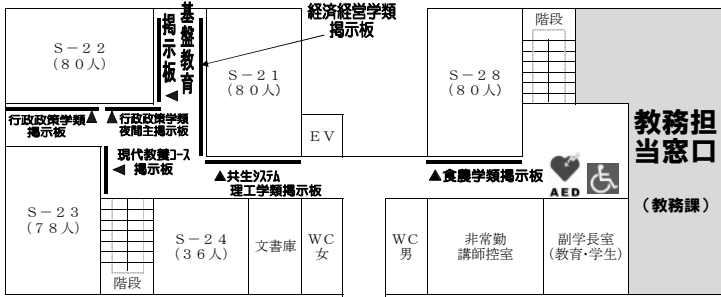 経済経営学類
掲示板
基盤教育
掲示板
◀
階段
Ｓ－２２
（８０人）
Ｓ－２１
（８０人）
Ｓ－２８
（８０人）
教務担
当窓口
（教務課）
行政政策学類▲
掲示板
▲行政政策学類
夜間主掲示板
ＥＶ
現代教養コース
◀ 掲示板
▲共生システム
理工学類掲示板
▲食農学類掲示板
AED
Ｓ－２３
（７８人）
Ｓ－２４
（３６人）
文書庫
ＷＣ
女
ＷＣ
男
非常勤
講師控室
副学長室
（教育・学生）
階段